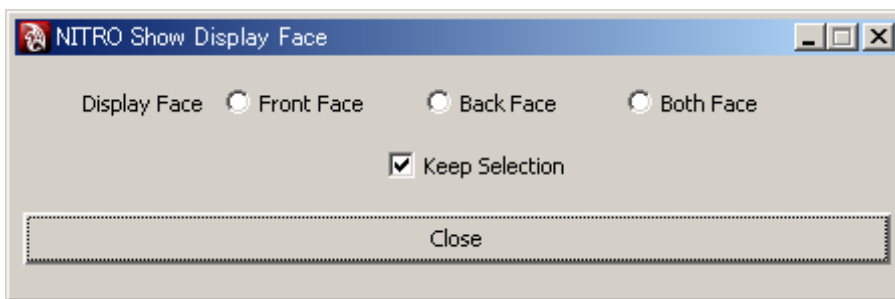 NITRO Show Display Face
Display Face Front Face Back Face Both Face
Keep Selection
Close